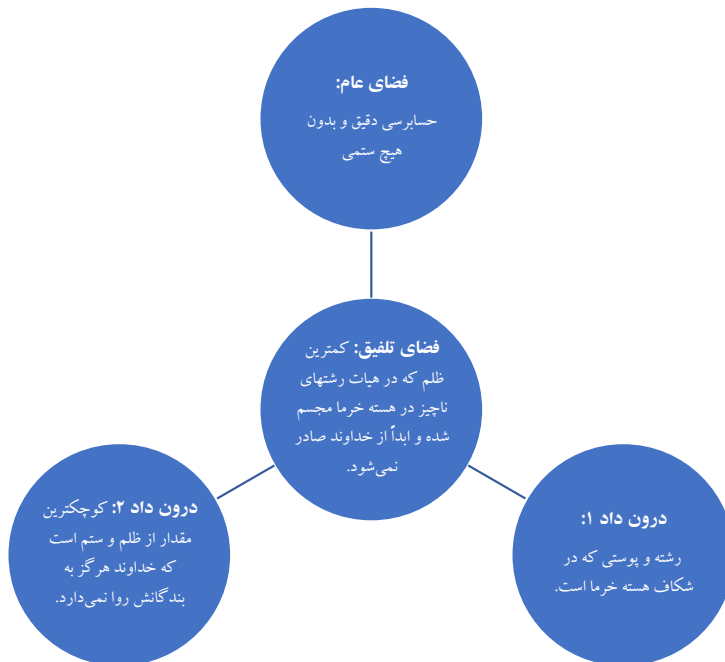 فضای عام:
حسابرسی دقیق و بدون
هیچ ستمی
فضای تلفیق: کمترین
ظلم که در هیات رشتهای
ناچیز در هسته خرما مجسم
شده و ابداً از خداوند صادر
نمی‌شود.
درون داد ۱:
رشته و پوستی که در
شکاف هسته خرما است.
درون داد ۲: کوچکترین
مقدار از ظلم و ستم است
که خداوند هرگز به
بندگانش روا نمی‌دارد.